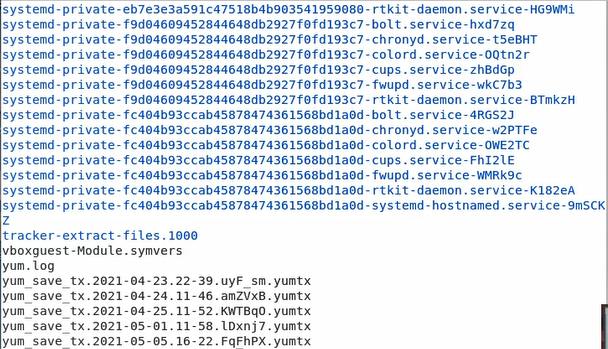 systemd-private-eb7e3e3a591c47518b4b903541959080-rtkit-daemon.service-HG9WMi
systemd-private-f9d04609452844648db2927f0fd193c7-bolt.service-hxd7zq
systemd-private-f9d04609452844648db2927f0fd193c7-chronyd.service-t5eBHT
systemd-private-f9d04609452844648db2927f0fd193c7-colord.service-OQtn2r
systemd-private-f9d04609452844648db2927f0fd193c7-cups.service-zhBdGp
systemd-private-f9d04609452844648db2927f0fd193c7-fwupd.service-wkC7b3
systemd-private-f9d04609452844648db2927f0fd193c7-rtkit-daemon.service-BTmkzH
systemd-private-fc404b93ccab45878474361568bd1a0d-bolt.service-4RGS2J
systemd-private-fc404b93ccab45878474361568bd1a0d-chronyd.service-w2PTFe
systemd-private-fc404b93ccab45878474361568bd1a0d-colord.service-OWE2TC
systemd-private-fc404b93ccab45878474361568bd1a0d-cups.service-FhI2lE
systemd-private-fc404b93ccab45878474361568bd1a0d-fwupd.service-WMRk9c
systemd-private-fc404b93ccab45878474361568bd1a0d-rtkit-daemon.service-K182eA
systemd-private-fc404b93ccab45878474361568bd1a0d-systemd-hostnamed.service-9mSCK
Z
tracker-extract-files.1000
vboxguest-Module.symvers
yum.log
yum_save_tx.2021-04-23.22-39.uyF_sm.yumtx
yum_save_tx.2021-04-24.11-46.amZVxB.yumtx
yum_save_tx.2021-04-25.11-52.KWTBqO.yumtx
yum_save_tx.2021-05-01.11-58.lDxnj7.yumtx
yum_save_tx.2021-05-05.16-22.FqFhPX.yumtx